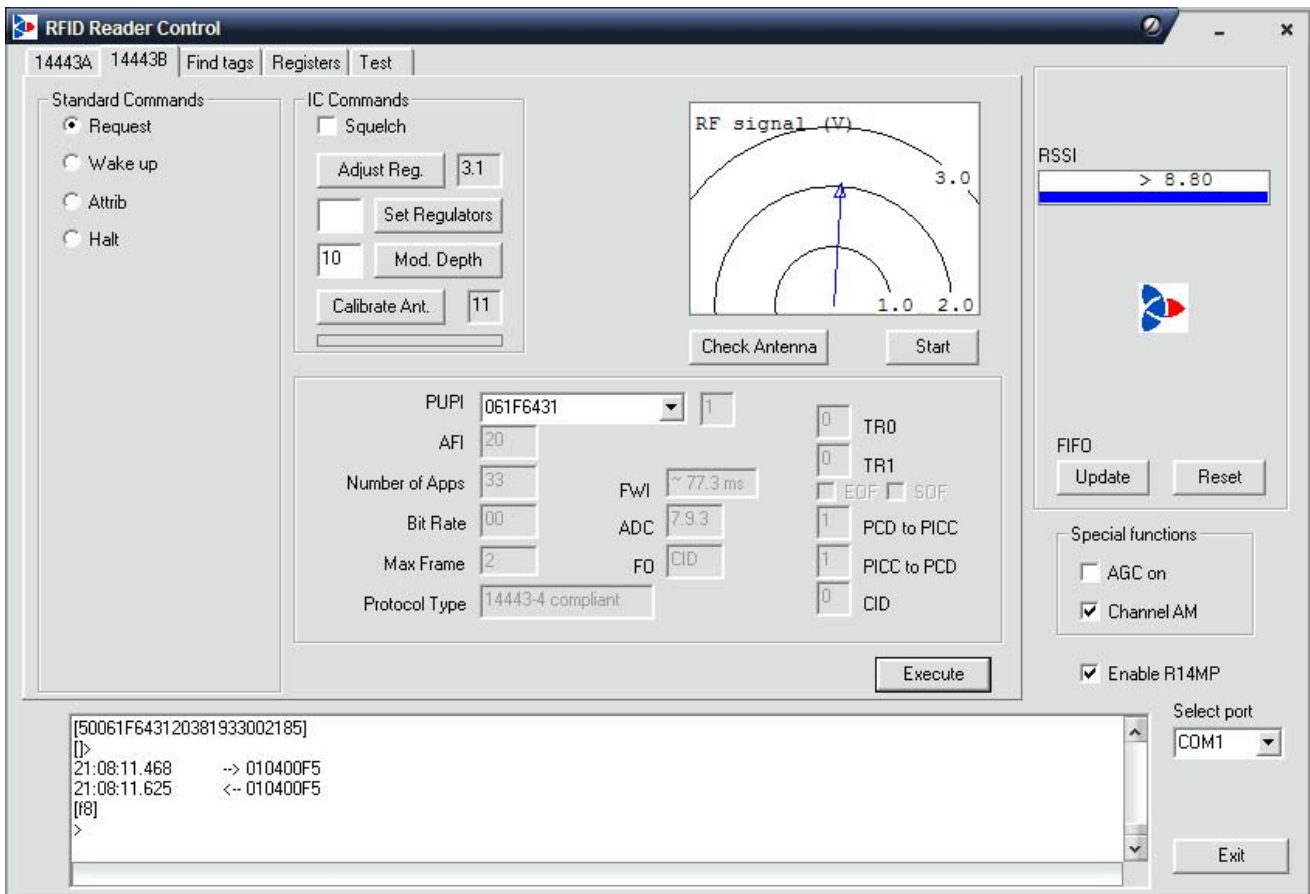 RFID Reader Control
14443A 14443B Find tags Registers Test
Standard Commands
Request
Wake up
Attrib
Halt
IC Commands
Squelch
Adjust Reg. 3.1
Set Regulators
10 Mod. Depth
Calibrate Ant. 11
RF signal (V)
3.0
1.0 2.0
Check Antenna Start
PUPI 061F6431 1
AFI 20
Number of Apps 33
Bit Rate 00
Max Frame 2
Protocol Type 14443-4 compliant
FWI ~ 77.3 ms
ADC 7.9.3
FO CID
0 TR0
0 TR1
EOF SOF
1 PCD to PICC
1 PICC to PCD
0 CID
Execute
RSSI
> 8.80
FIFO
Update Reset
Special functions
AGC on
Channel AM
Enable R14MP
Select port
COM1
[50061F643120381933002185]
[]>
21:08:11.468 --> 010400F5
21:08:11.625 <-- 010400F5
[f8]
>
Exit